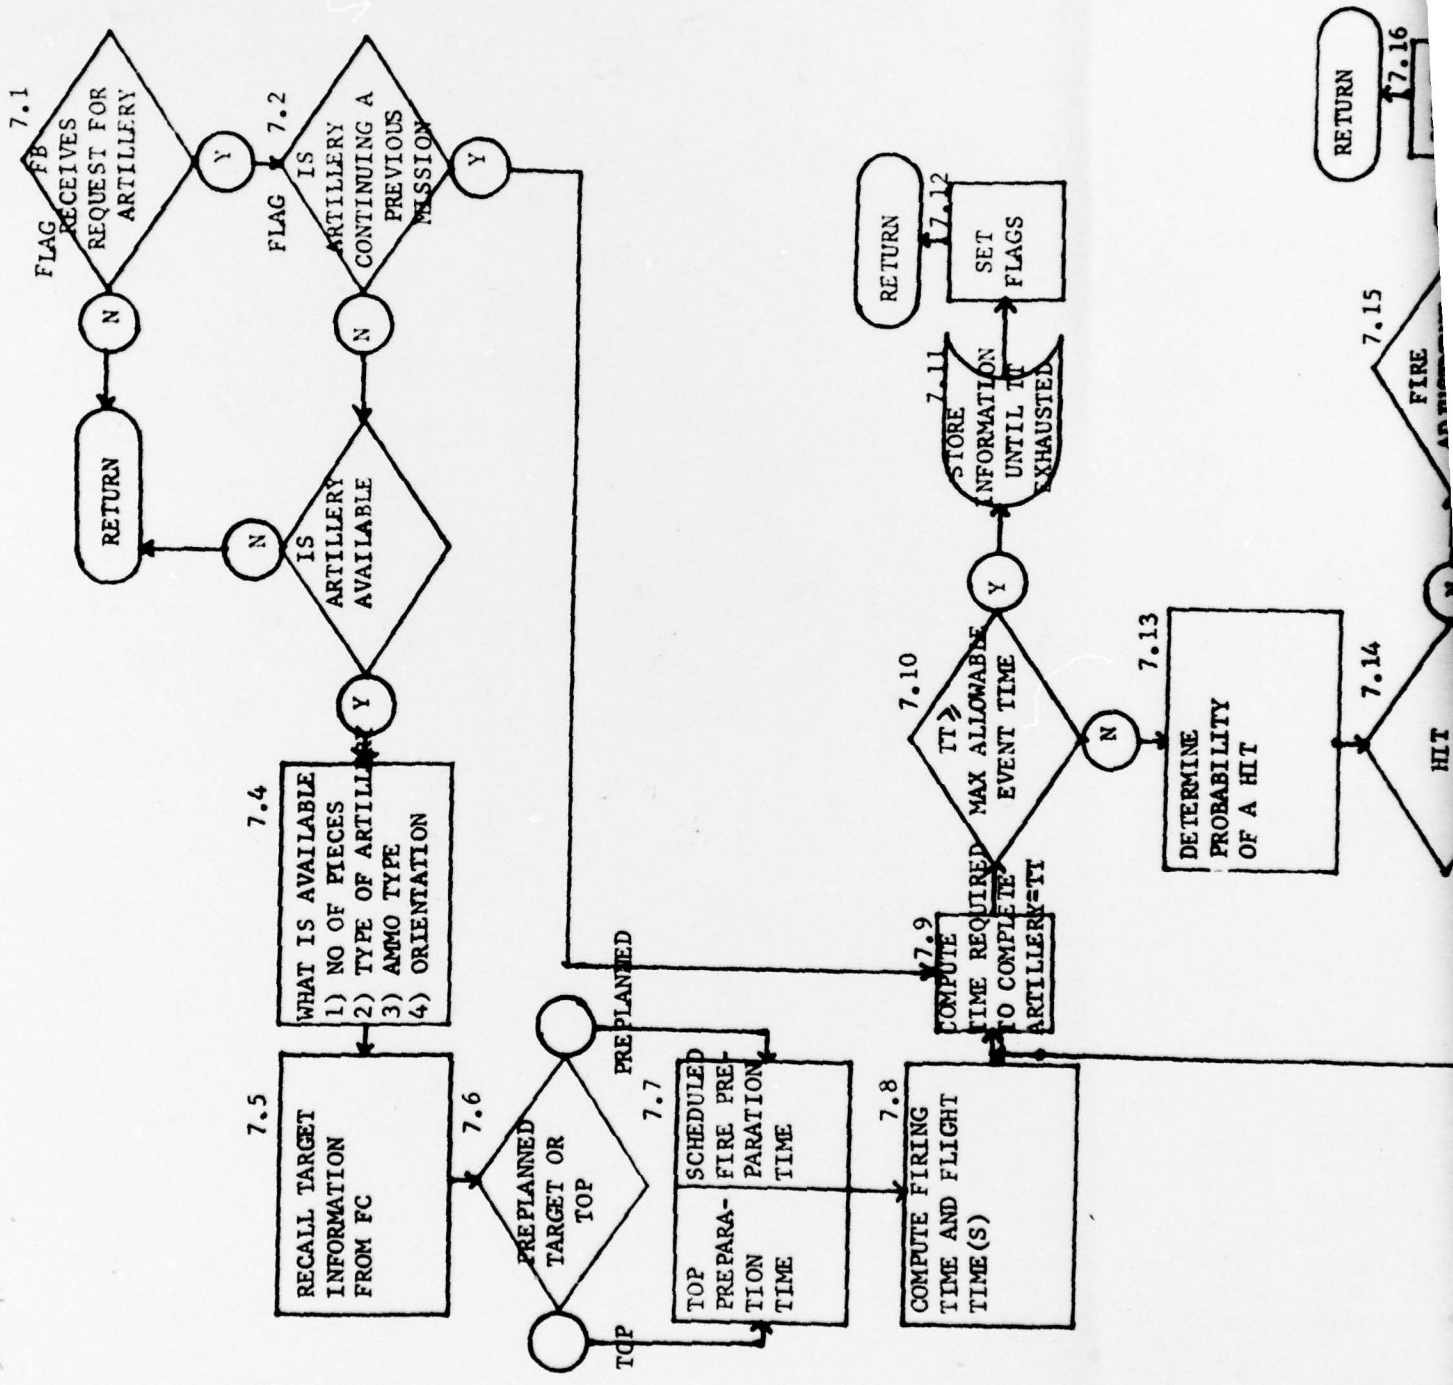 7.1
FLAG FB
RECEIVES
REQUEST FOR
ARTILLERY
N
Y
RETURN
7.2
FLAG IS
ARTILLERY
CONTINUING A
PREVIOUS
MISSION
N
Y
IS
ARTILLERY
AVAILABLE
N
Y
7.4
WHAT IS AVAILABLE
1) NO OF PIECES
2) TYPE OF ARTILLERY
3) AMMO TYPE
4) ORIENTATION
7.5
RECALL TARGET
INFORMATION
FROM FC
7.6
PREPLANNED
TARGET OR
TOP
TOP
PREPLANNED
7.7
TOP
PREPARA-
TION
TIME
SCHEDULED
FIRE PRE-
PARATION
TIME
7.8
COMPUTE FIRING
TIME AND FLIGHT
TIME(S)
7.9
COMPUTE
TIME REQUIRED
TO COMPLETE
ARTILLERY=TT
7.10
TT≥
MAX ALLOWABLE
EVENT TIME
Y
N
7.11
STORE
INFORMATION
UNTIL TT
EXHAUSTED
7.12
SET
FLAGS
RETURN
7.13
DETERMINE
PROBABILITY
OF A HIT
7.14
HIT
7.15
FIRE
7.16
RETURN